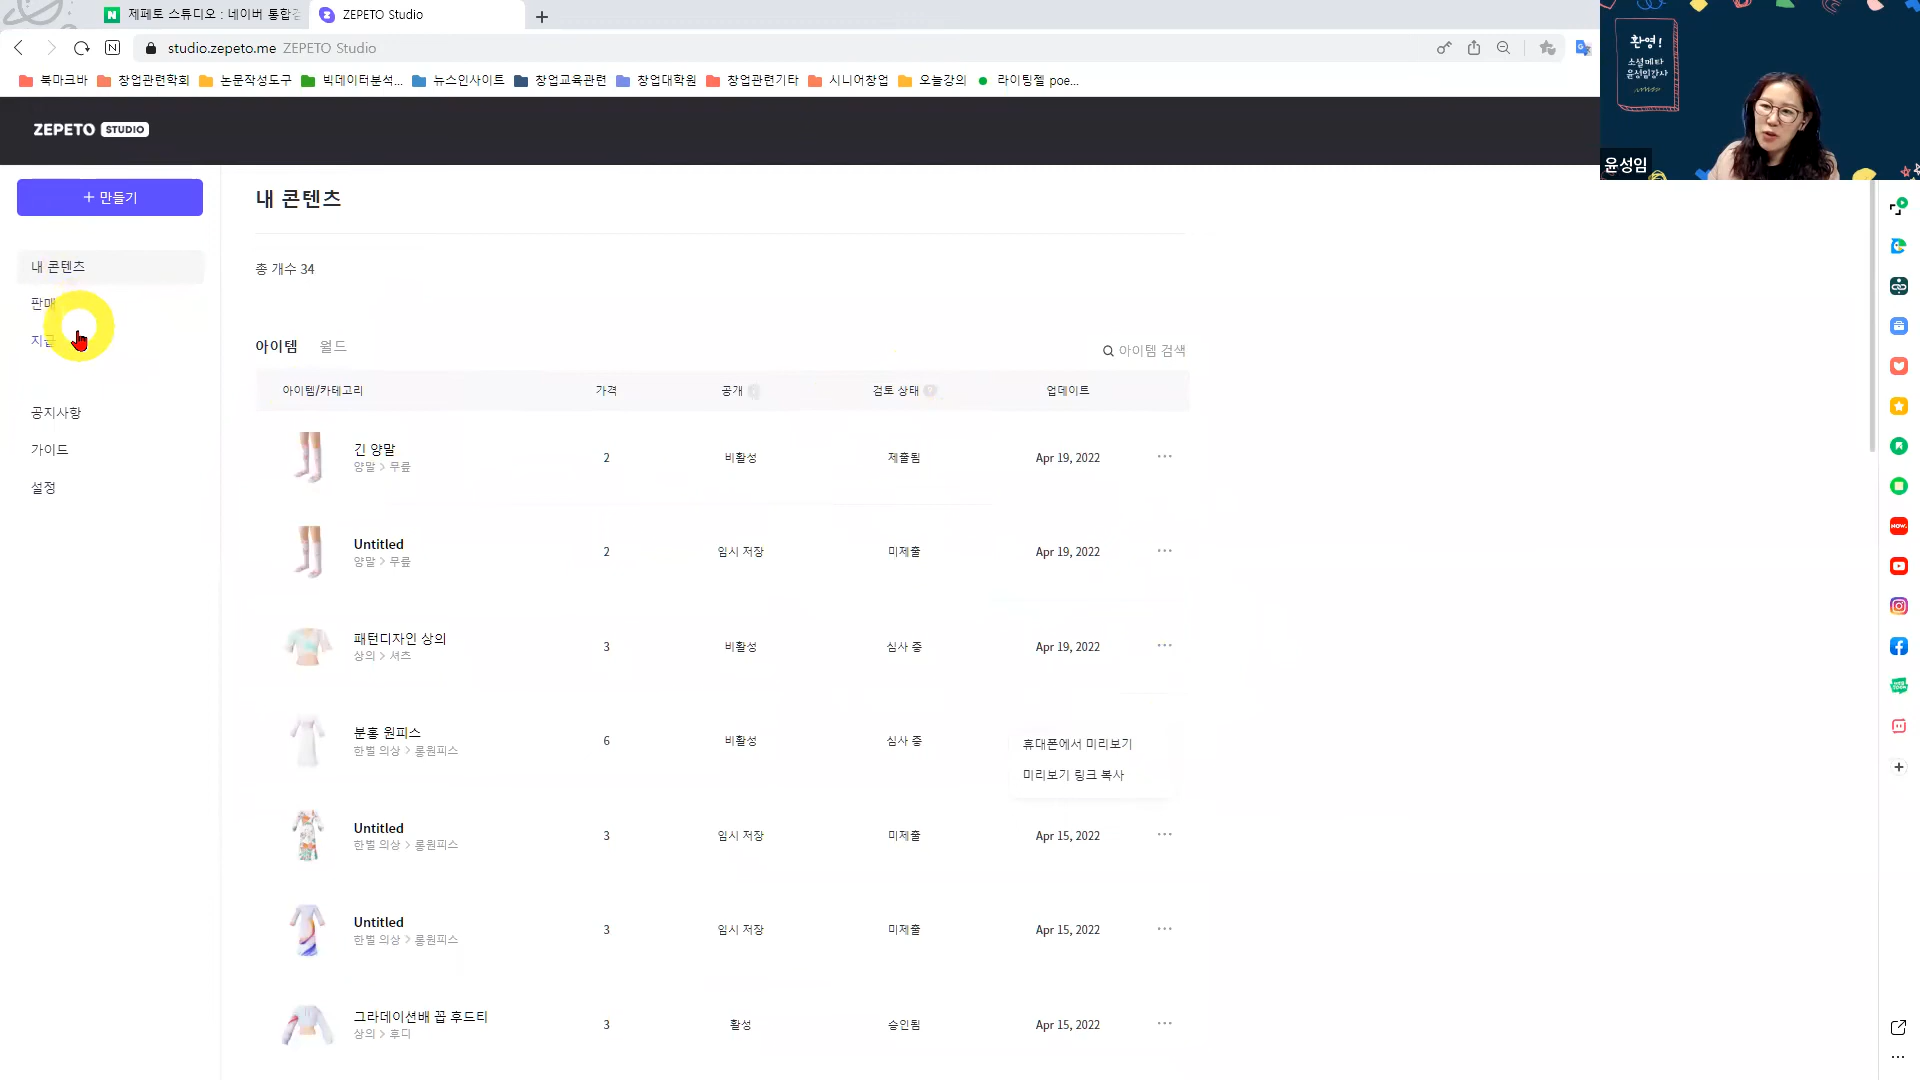 제페토 스튜디오 : 네이버 통합검
ZEPETO Studio
studio.zepeto.me ZEPETO Studio
북마크바
창업관련학회
논문작성도구
빅데이터분석...
뉴스인사이트
창업교육관련
창업대학원
창업관련기타
시니어창업
오늘강의
라이팅젤 poe...
환영!
소셜메타
윤성임강사
윤성임
ZEPETO STUDIO
+ 만들기
내 콘텐츠
판매
지급
공지사항
가이드
설정
내 콘텐츠
총 개수 34
아이템 월드
아이템 검색
아이템/카테고리 가격 공개 검토 상태 업데이트
긴 양말
양말 > 무릎
2 비활성 제출됨 Apr 19, 2022 ···
Untitled
양말 > 무릎
2 임시 저장 미제출 Apr 19, 2022 ···
패턴디자인 상의
상의 > 셔츠
3 비활성 심사 중 Apr 19, 2022 ···
분홍 원피스
한벌 의상 > 롱원피스
6 비활성 심사 중
휴대폰에서 미리보기
미리보기 링크 복사
Untitled
한벌 의상 > 롱원피스
3 임시 저장 미제출 Apr 15, 2022 ···
Untitled
한벌 의상 > 롱원피스
3 임시 저장 미제출 Apr 15, 2022 ···
그라데이션배 꼽 후드티
상의 > 후디
3 활성 승인됨 Apr 15, 2022 ···
NOW.